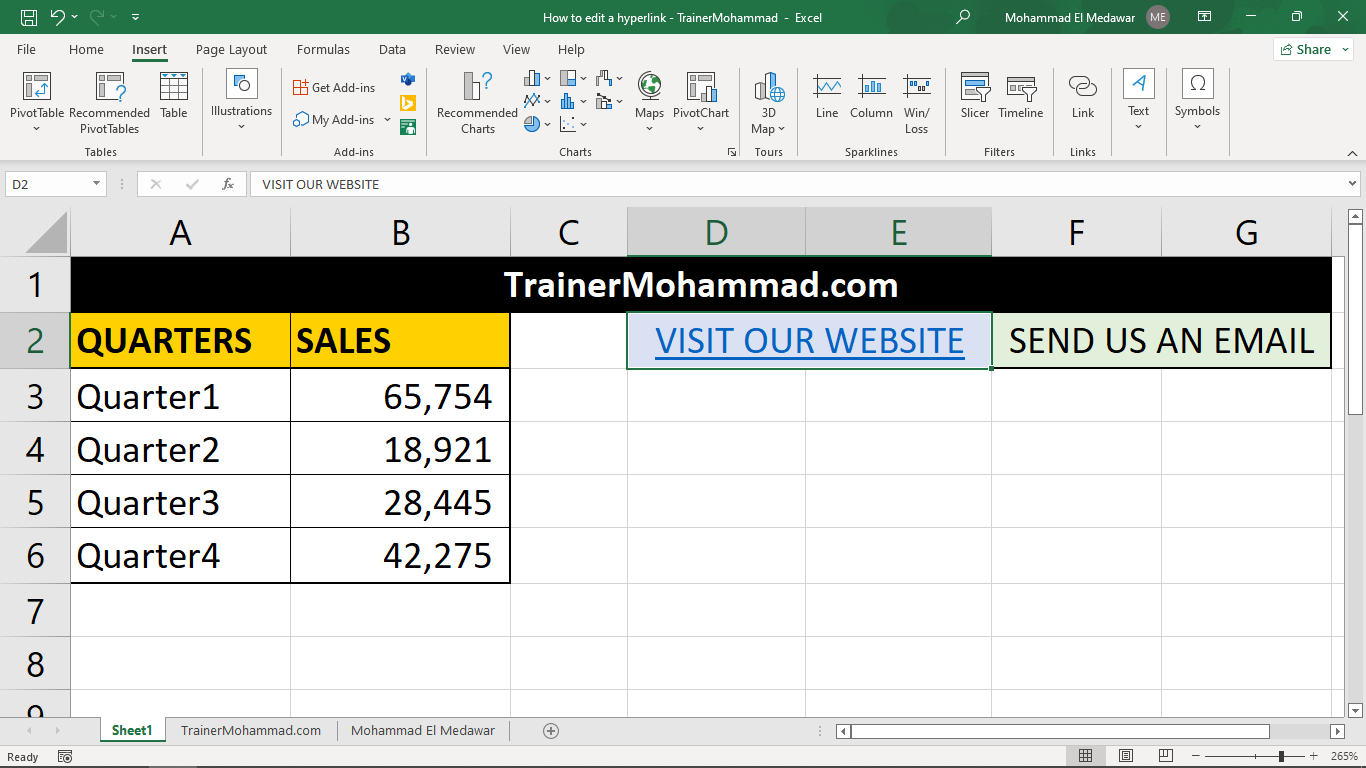 How to edit a hyperlink - TrainerMohammad - Excel
Mohammad El Medawar ME
File Home Insert Page Layout Formulas Data Review View Help Share
PivotTable Recommended PivotTables Table
Illustrations
Get Add-ins
My Add-ins
Recommended Charts
Maps PivotChart
3D Map
Line Column Win/Loss
Slicer Timeline
Link
Text
Symbols
Tables Add-ins Charts Tours Sparklines Filters Links
D2 fx VISIT OUR WEBSITE
A B C D E F G
1 TrainerMohammad.com
2 QUARTERS SALES VISIT OUR WEBSITE SEND US AN EMAIL
3 Quarter1 65,754
4 Quarter2 18,921
5 Quarter3 28,445
6 Quarter4 42,275
7
8
9
Sheet1 TrainerMohammad.com Mohammad El Medawar
Ready 265%